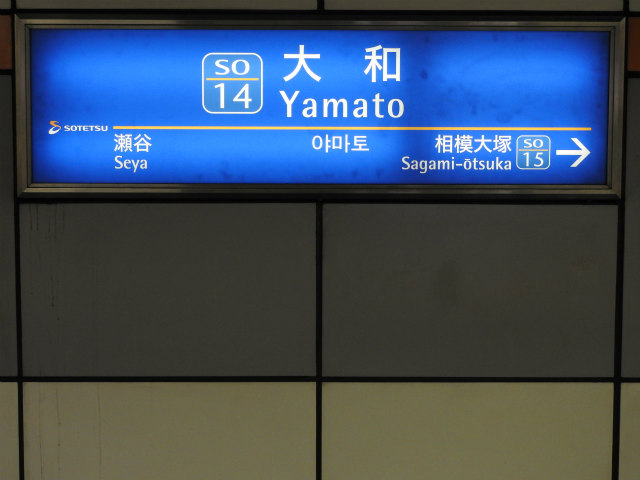 SO
14
大和
Yamato
SOTETSU
瀬谷
Seya
야마토
相模大塚
Sagami-ōtsuka
SO
15